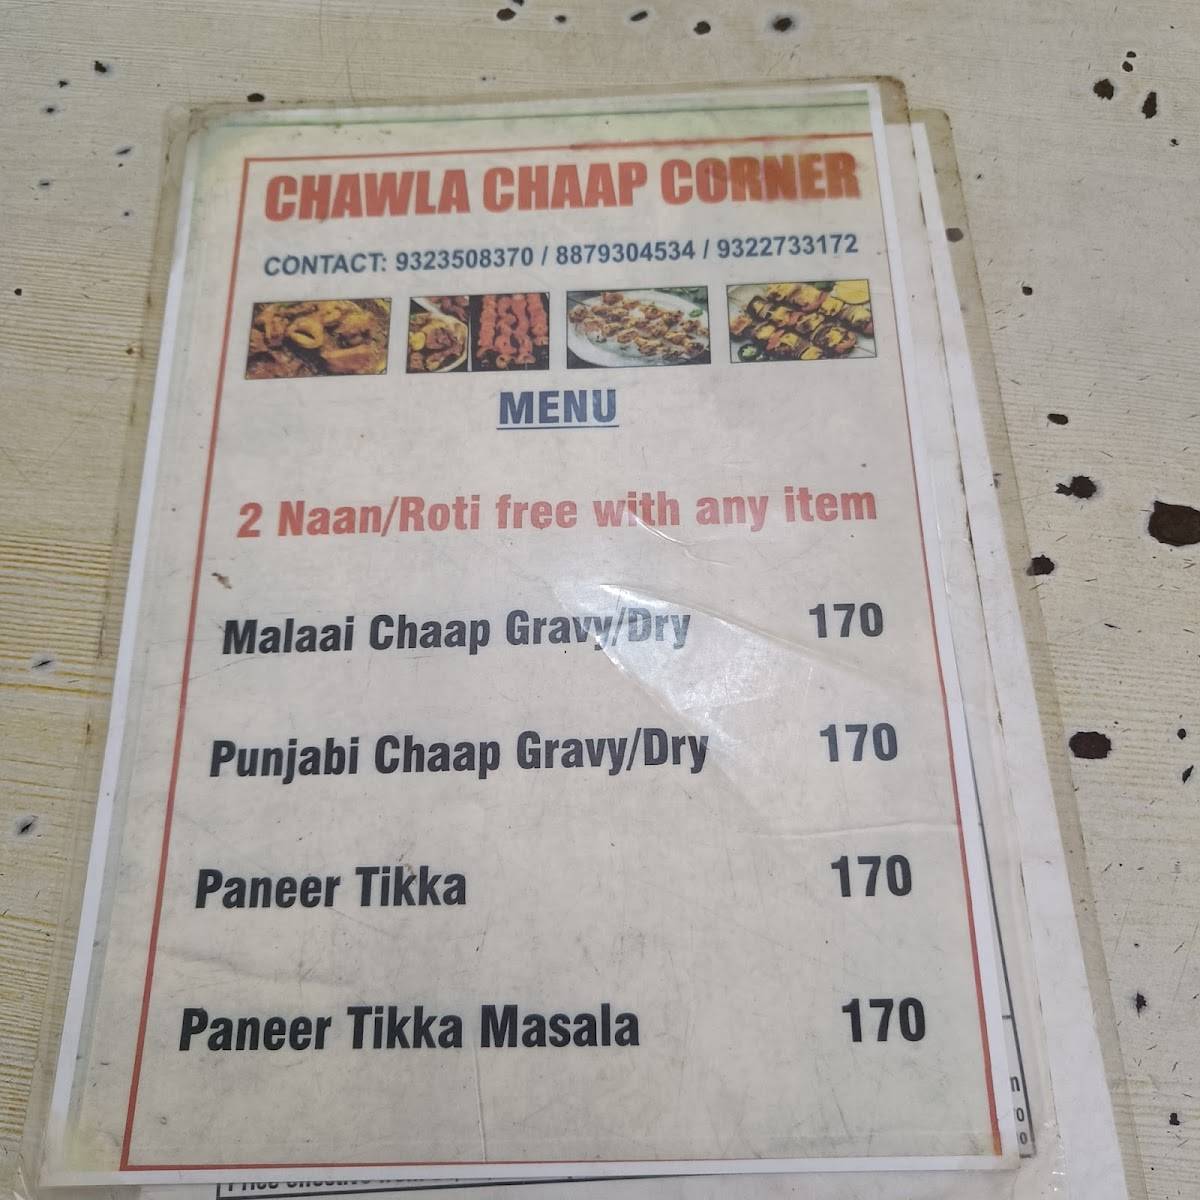 CHAWLA CHAAP CORNER
CONTACT: 9323508370 / 8879304534 / 9322733172
MENU
2 Naan/Roti free with any item
Malaai Chaap Gravy/Dry 170
Punjabi Chaap Gravy/Dry 170
Paneer Tikka 170
Paneer Tikka Masala 170